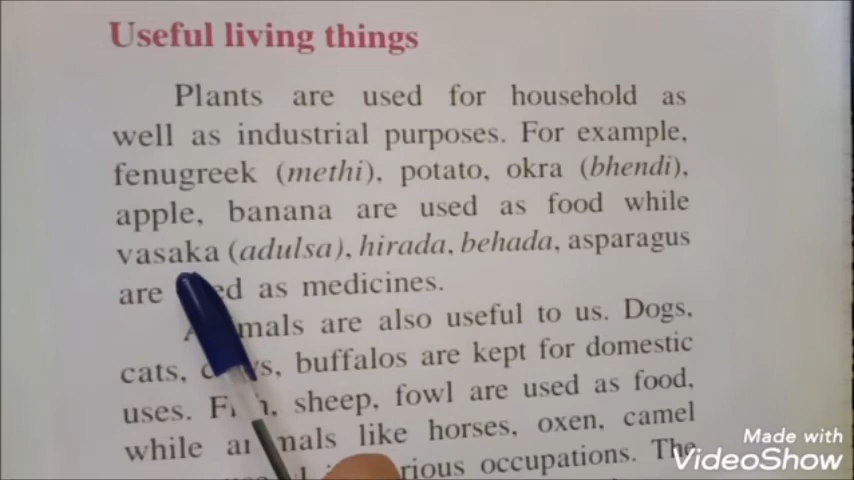 Useful living things
Plants are used for household as
well as industrial purposes. For example,
fenugreek (methi), potato, okra (bhendi),
apple, banana are used as food while
vasaka (adulsa), hirada, behada, asparagus
are as medicines.
are also useful to us. Dogs,
cats, buffalos are kept for domestic
uses. sheep, fowl are used as food,
while like horses, oxen, camel
occupations. The
Made with
VideoShow